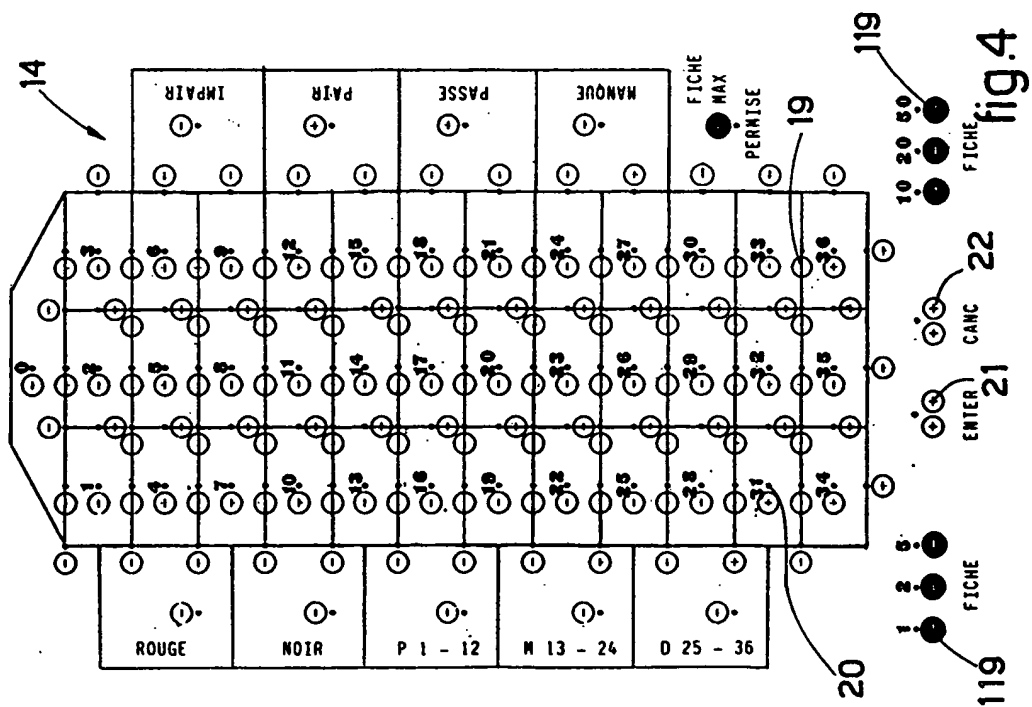 14
0
1 2 3
4 5 6
7 8 9
10 11 12
13 14 15
16 17 18
19 20 21
22 23 24
25 26 27
28 29 30
31 32 33
34 35 36
ROUGE
NOIR
P 1 - 12
M 13 - 24
D 25 - 36
IMPAIR
PAIR
PASSE
MANQUE
FICHE
MAX
PERMISE
19
20
1 2 5
FICHE
119
ENTER
21
CANC
22
10 20 50
FICHE
119
fig.4